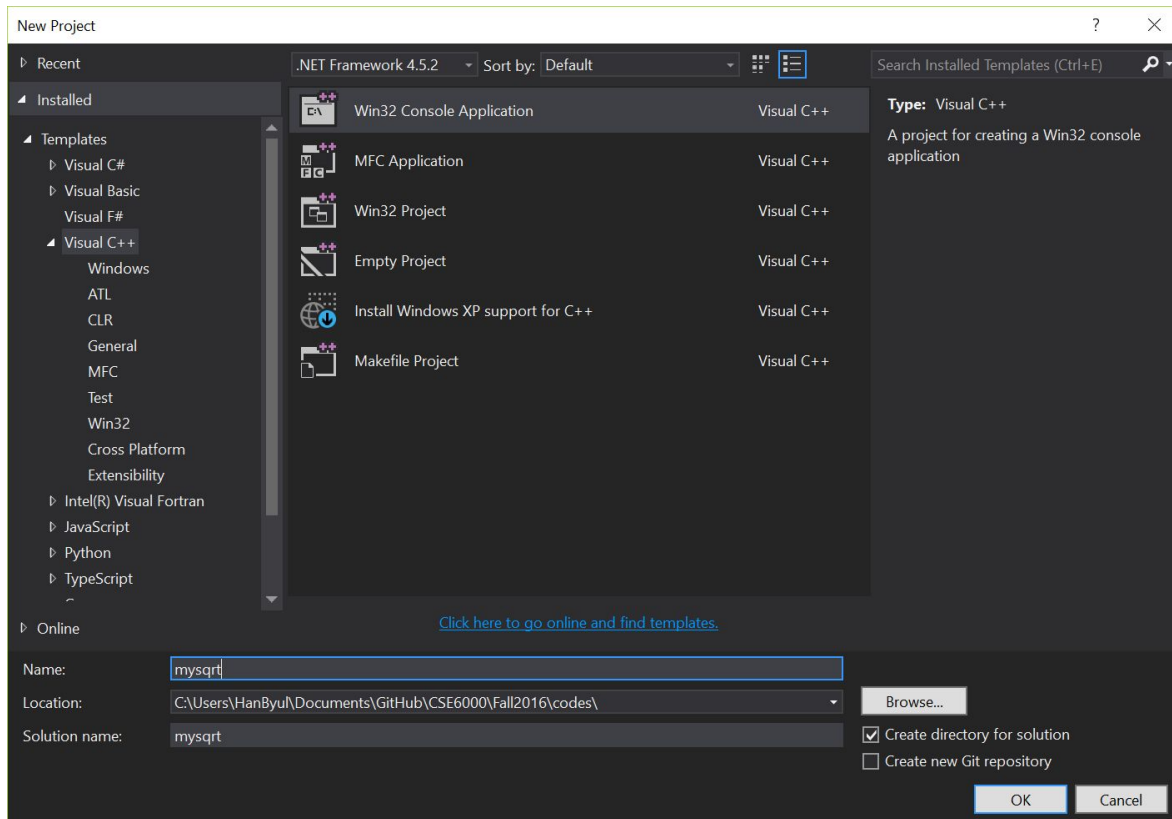 New Project
?
Recent
.NET Framework 4.5.2
Sort by: Default
Search Installed Templates (Ctrl+E)
Installed
Templates
Visual C#
Visual Basic
Visual F#
Visual C++
Windows
ATL
CLR
General
MFC
Test
Win32
Cross Platform
Extensibility
Intel(R) Visual Fortran
JavaScript
Python
TypeScript
Online
Win32 Console Application Visual C++
MFC Application Visual C++
Win32 Project Visual C++
Empty Project Visual C++
Install Windows XP support for C++ Visual C++
Makefile Project Visual C++
Click here to go online and find templates.
Type: Visual C++
A project for creating a Win32 console
application
Name: mysqrt
Location: C:\Users\HanByul\Documents\GitHub\CSE6000\Fall2016\codes\
Browse...
Solution name: mysqrt
Create directory for solution
Create new Git repository
OK
Cancel